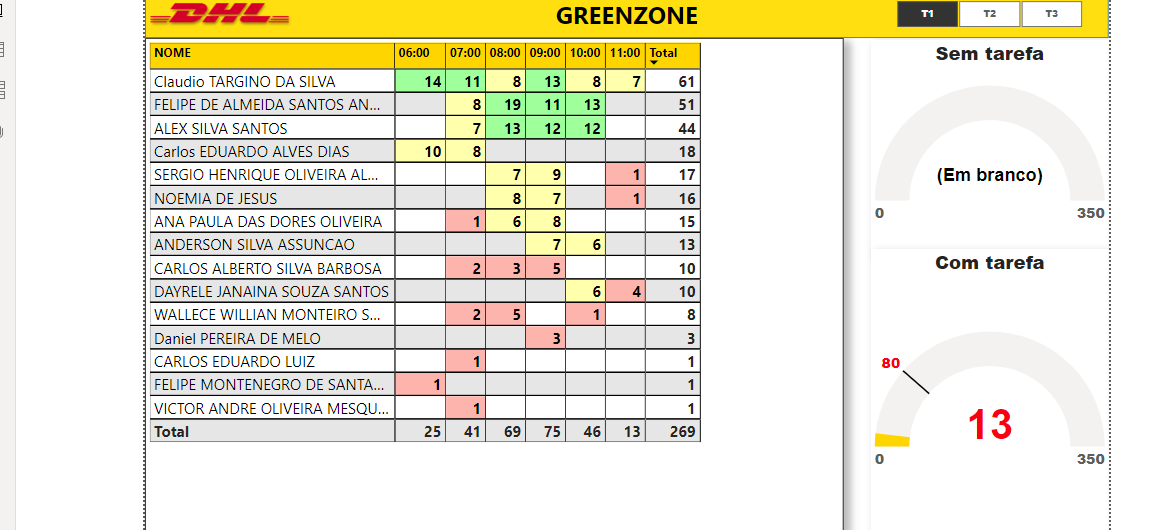 DHL
GREENZONE
T1 T2 T3
NOME 06:00 07:00 08:00 09:00 10:00 11:00 Total
Claudio TARGINO DA SILVA 14 11 8 13 8 7 61
FELIPE DE ALMEIDA SANTOS AN... 8 19 11 13 51
ALEX SILVA SANTOS 7 13 12 12 44
Carlos EDUARDO ALVES DIAS 10 8 18
SERGIO HENRIQUE OLIVEIRA AL... 7 9 1 17
NOEMIA DE JESUS 8 7 1 16
ANA PAULA DAS DORES OLIVEIRA 1 6 8 15
ANDERSON SILVA ASSUNCAO 7 6 13
CARLOS ALBERTO SILVA BARBOSA 2 3 5 10
DAYRELE JANAINA SOUZA SANTOS 6 4 10
WALLECE WILLIAN MONTEIRO S... 2 5 1 8
Daniel PEREIRA DE MELO 3 3
CARLOS EDUARDO LUIZ 1 1
FELIPE MONTENEGRO DE SANTA... 1 1
VICTOR ANDRE OLIVEIRA MESQU... 1 1
Total 25 41 69 75 46 13 269
Sem tarefa
(Em branco)
0 350
Com tarefa
80
13
0 350